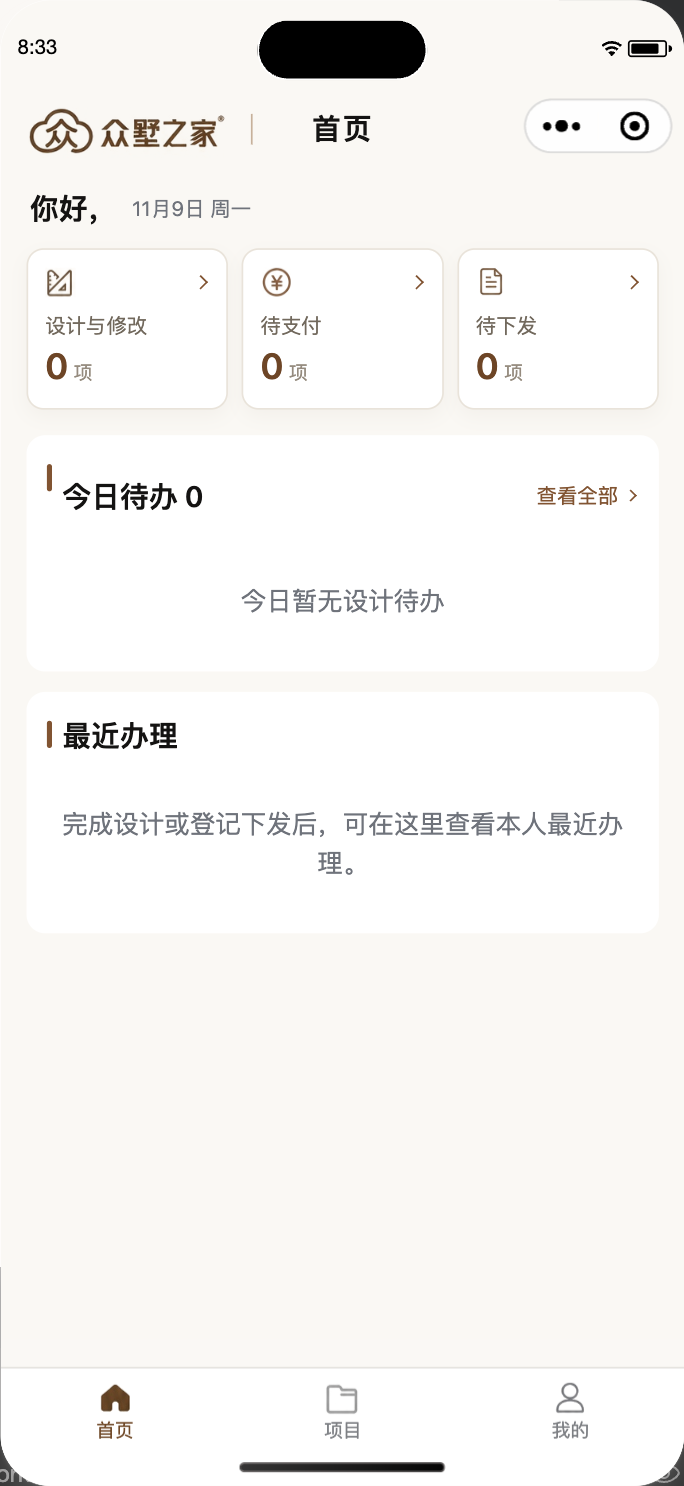 8:33
众墅之家®
首页
你好，
11月9日 周一
设计与修改
0 项
待支付
0 项
待下发
0 项
今日待办 0
查看全部
今日暂无设计待办
最近办理
完成设计或登记下发后，可在这里查看本人最近办
理。
首页
项目
我的